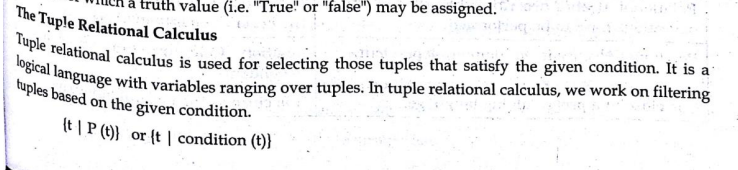 which a truth value (i.e. "True" or "false") may be assigned.
The Tuple Relational Calculus
Tuple relational calculus is used for selecting those tuples that satisfy the given condition. It is a
logical language with variables ranging over tuples. In tuple relational calculus, we work on filtering
tuples based on the given condition.
{t | P (t)} or {t | condition (t)}